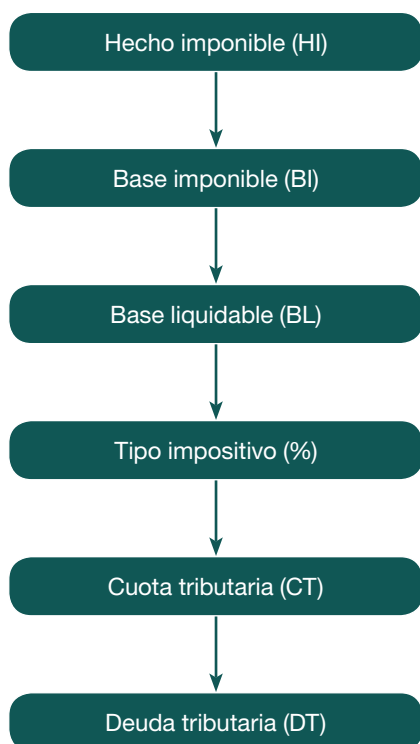 Hecho imponible (HI)
Base imponible (BI)
Base liquidable (BL)
Tipo impositivo (%)
Cuota tributaria (CT)
Deuda tributaria (DT)